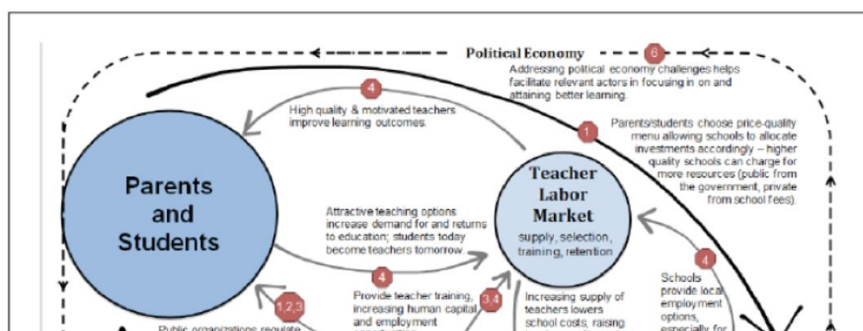 Political Economy
6
Addressing political economy challenges helps
facilitate relevant actors in focusing in on and
attaining better learning.
4
High quality & motivated teachers
improve learning outcomes.
1
Parents/students choose price-quality
menu allowing schools to allocate
investments accordingly – higher
quality schools can charge for
more resources (public from
the government, private
from school fees).
Parents
and
Students
Teacher
Labor
Market
supply, selection,
training, retention
Attractive teaching options
increase demand for and returns
to education; students today
become teachers tomorrow.
4
4
Schools
provide local
employment
options,
especially for
1,2,3
Provide teacher training,
increasing human capital
and employment
3,4
Increasing supply of
teachers lowers
school costs, raising
Public organizations regulate